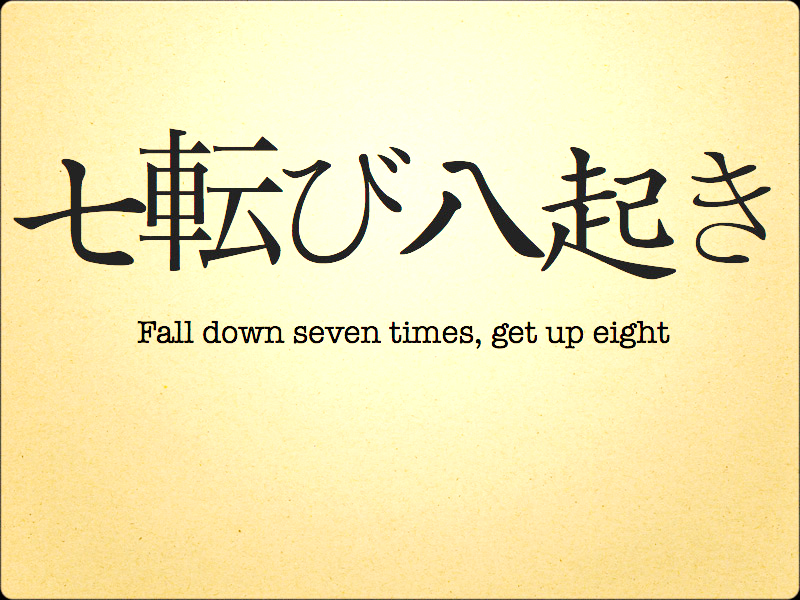 七転び八起き
Fall down seven times, get up eight